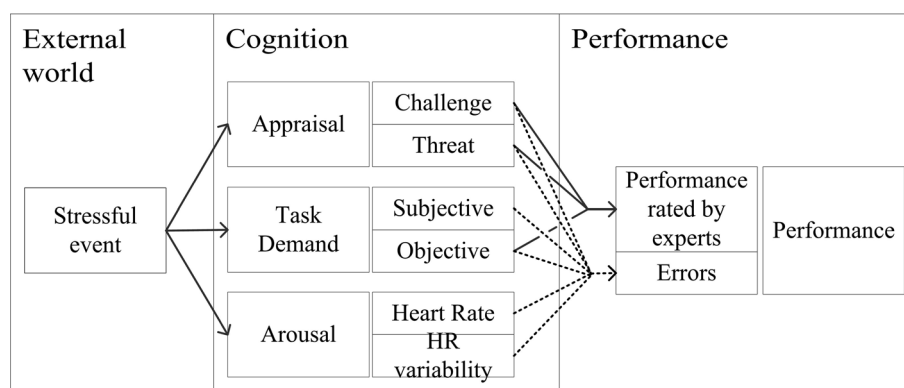 External
world
Cognition
Performance
Stressful
event
Appraisal
Challenge
Threat
Task
Demand
Subjective
Objective
Arousal
Heart Rate
HR
variability
Performance
rated by
experts
Errors
Performance